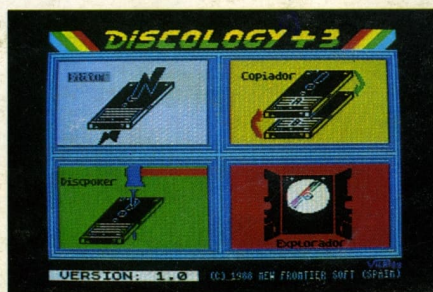 DiSCOLOGY +3
Editor
Copiador
Discpoker
Explorador
VERSION: 1.0 (C) 1988 NEW FRONTIER SOFT (SPAIN)